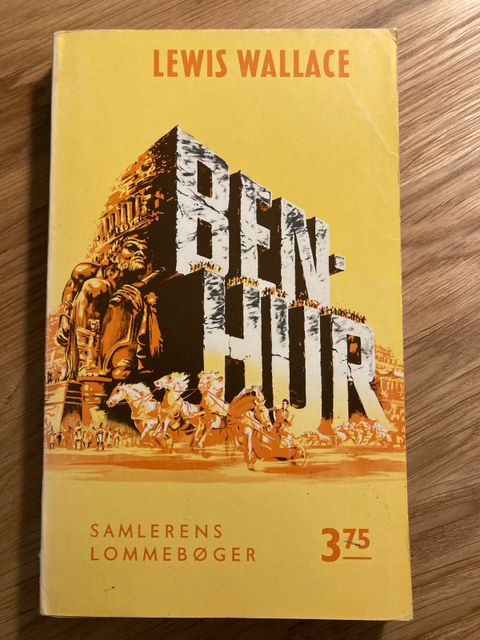 LEWIS WALLACE
BEN-
HUR
SAMLERENS
LOMMEBØGER
3 75